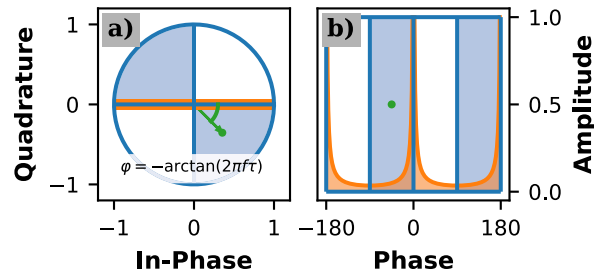 a)
b)
Quadrature
1
0
−1
φ = −arctan(2πfτ)
−1
0
1
In-Phase
1.0
0.5
0.0
Amplitude
−180
0
180
Phase